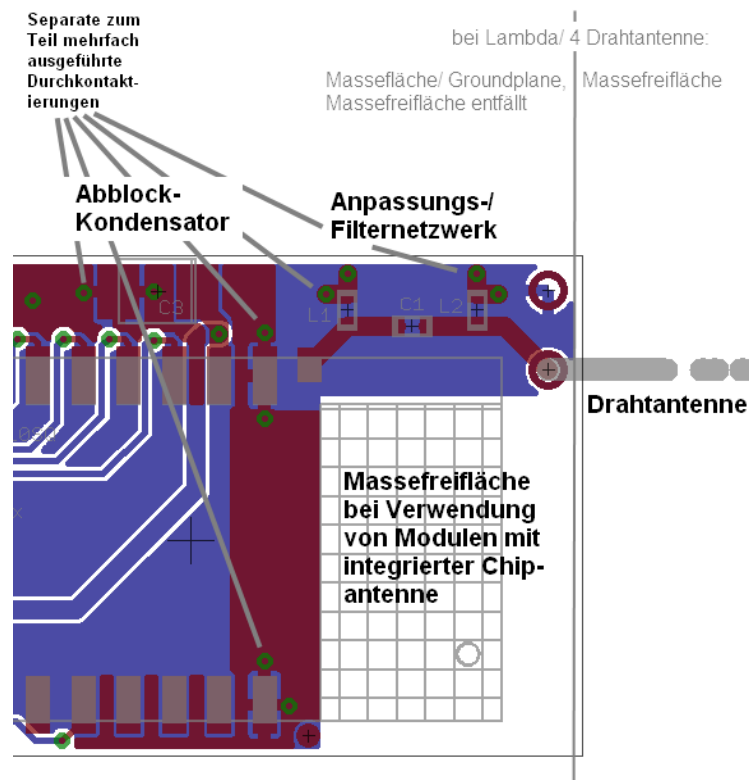 Separate zum
Teil mehrfach
ausgeführte
Durchkontakt-
ierungen
bei Lambda/ 4 Drahtantenne:
Massefläche/ Groundplane, Massefreifläche
Massefreifläche entfällt
Abblock-
Kondensator
Anpassungs-/
Filternetzwerk
C3
L1
C1
L2
Drahtantenne
Massefreifläche
bei Verwendung
von Modulen mit
integrierter Chip-
antenne